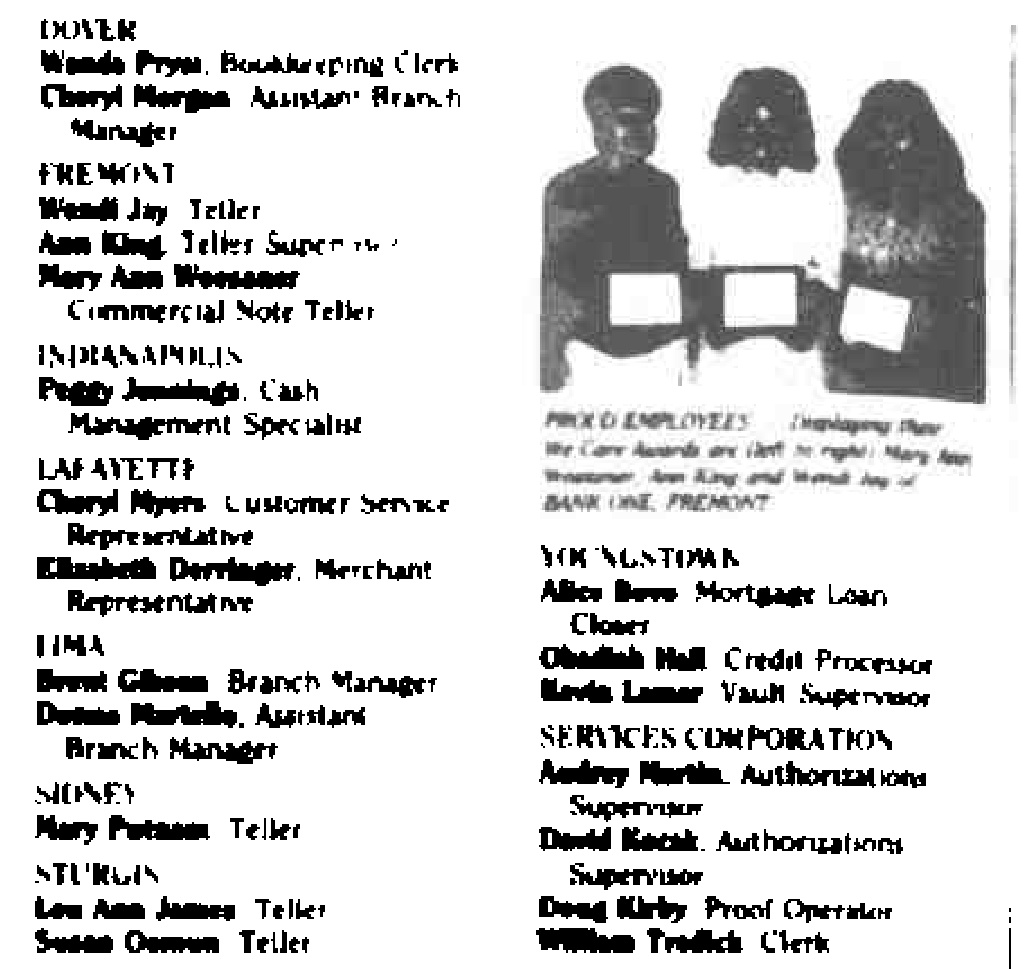 DOVER
Wanda Pryor, Bookkeeping Clerk
Cheryl Morgan, Assistant Branch
Manager
FREMONT
Wendi Jay, Teller
Ann King, Teller Supervisor
Mary Ann Woessner
Commercial Note Teller
INDIANAPOLIS
Peggy Jennings, Cash
Management Specialist
LAFAYETTE
Cheryl Myers, Customer Service
Representative
Elizabeth Derringer, Merchant
Representative
LIMA
Brent Gibson, Branch Manager
Deena Martello, Assistant
Branch Manager
SIDNEY
Mary Putnam, Teller
STURGIS
Lou Ann James, Teller
Susan Osmun, Teller
PROUD EMPLOYEES Displaying their
We Care Awards are (left to right) Mary Ann
Woessner, Ann King and Wendi Jay of
BANK ONE, FREMONT
YOUNGSTOWN
Alice Mortgage Loan
Closer
Obadiah Hall, Credit Processor
Kevin Lamar, Vault Supervisor
SERVICES CORPORATION
Audrey Martin, Authorizations
Supervisor
David Kocak, Authorizations
Supervisor
Doug Kirby, Proof Operator
William Clerk